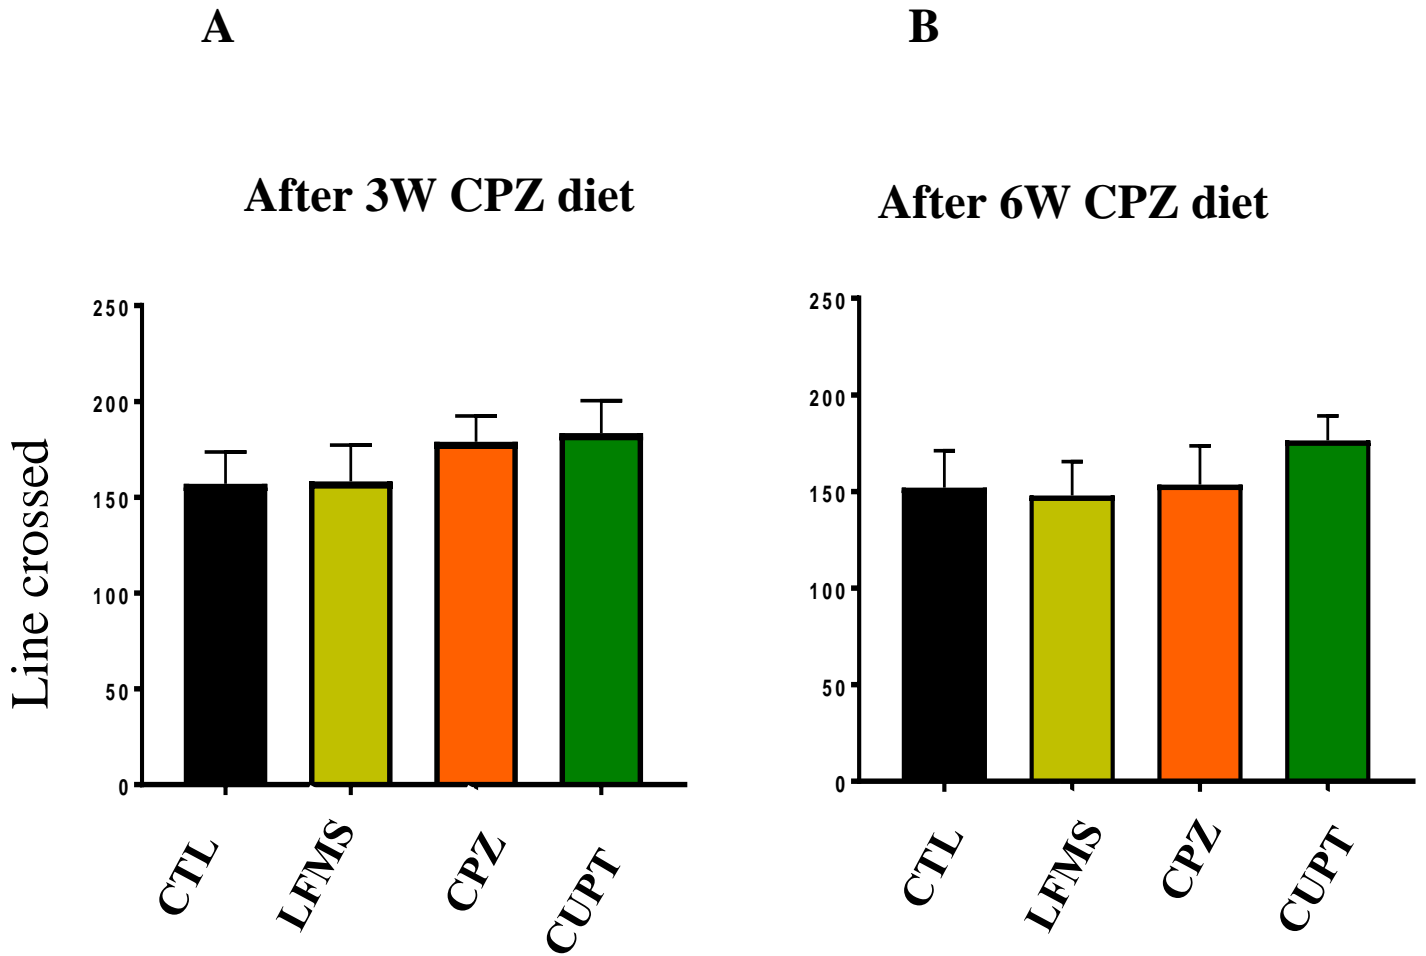 A
B
After 3W CPZ diet
After 6W CPZ diet
Line crossed
250
200
150
100
50
0
CTL
LFMS
CPZ
CUPT
250
200
150
100
50
0
CTL
LFMS
CPZ
CUPT